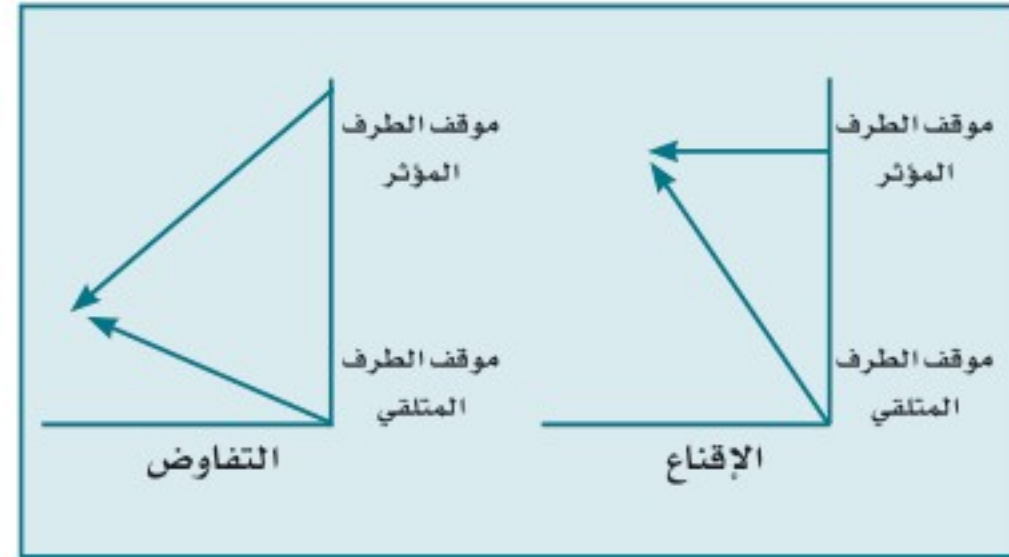 موقف الطرف
المؤثر
موقف الطرف
المتلقي
الإقناع
موقف الطرف
المؤثر
موقف الطرف
المتلقي
التفاوض